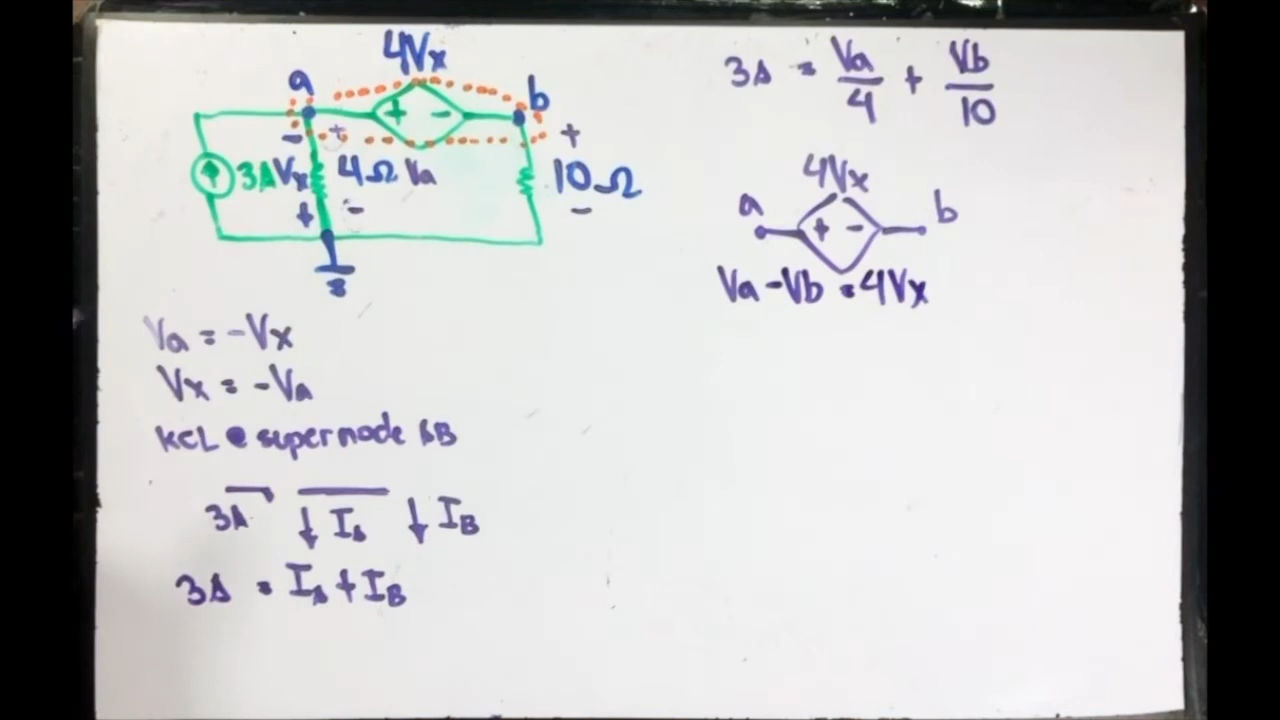 4Vx
a
+ -
b
- + +
3A Vx 4Ω Va 10Ω
+ - -
Va = -Vx
Vx = -Va
KCL @ supernode AB
3A ↓ IA ↓ IB
3A = IA + IB
3A = Va/4 + Vb/10
4Vx
a + - b
Va - Vb = 4Vx